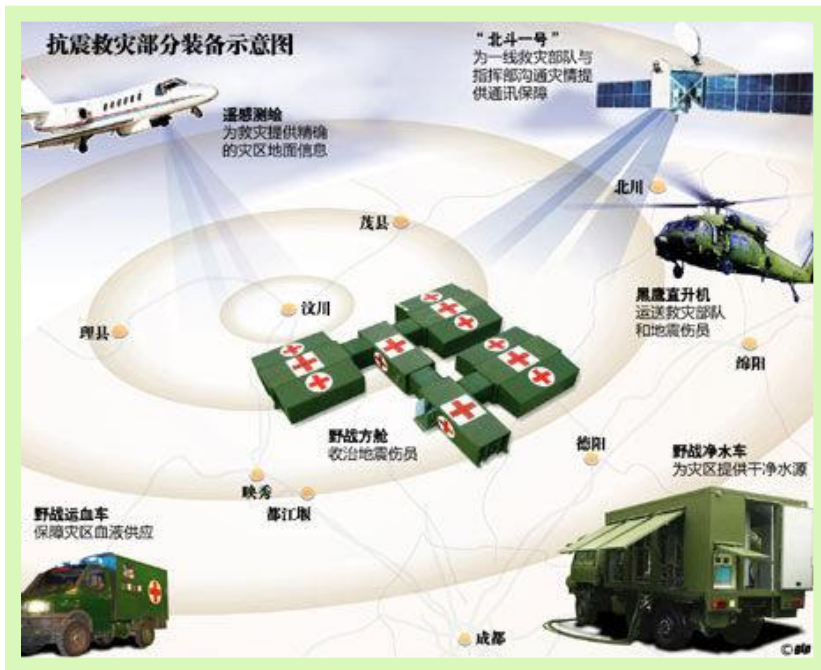 抗震救灾部分装备示意图
“北斗一号”
为一线救灾部队与
指挥部沟通灾情提
供通讯保障
遥感测绘
为救灾提供精确
的灾区地面信息
北川
茂县
黑鹰直升机
运送救灾部队
和地震伤员
汶川
理县
绵阳
野战方舱
收治地震伤员
德阳
野战净水车
为灾区提供干净水源
映秀
都江堰
野战运血车
保障灾区血液供应
成都